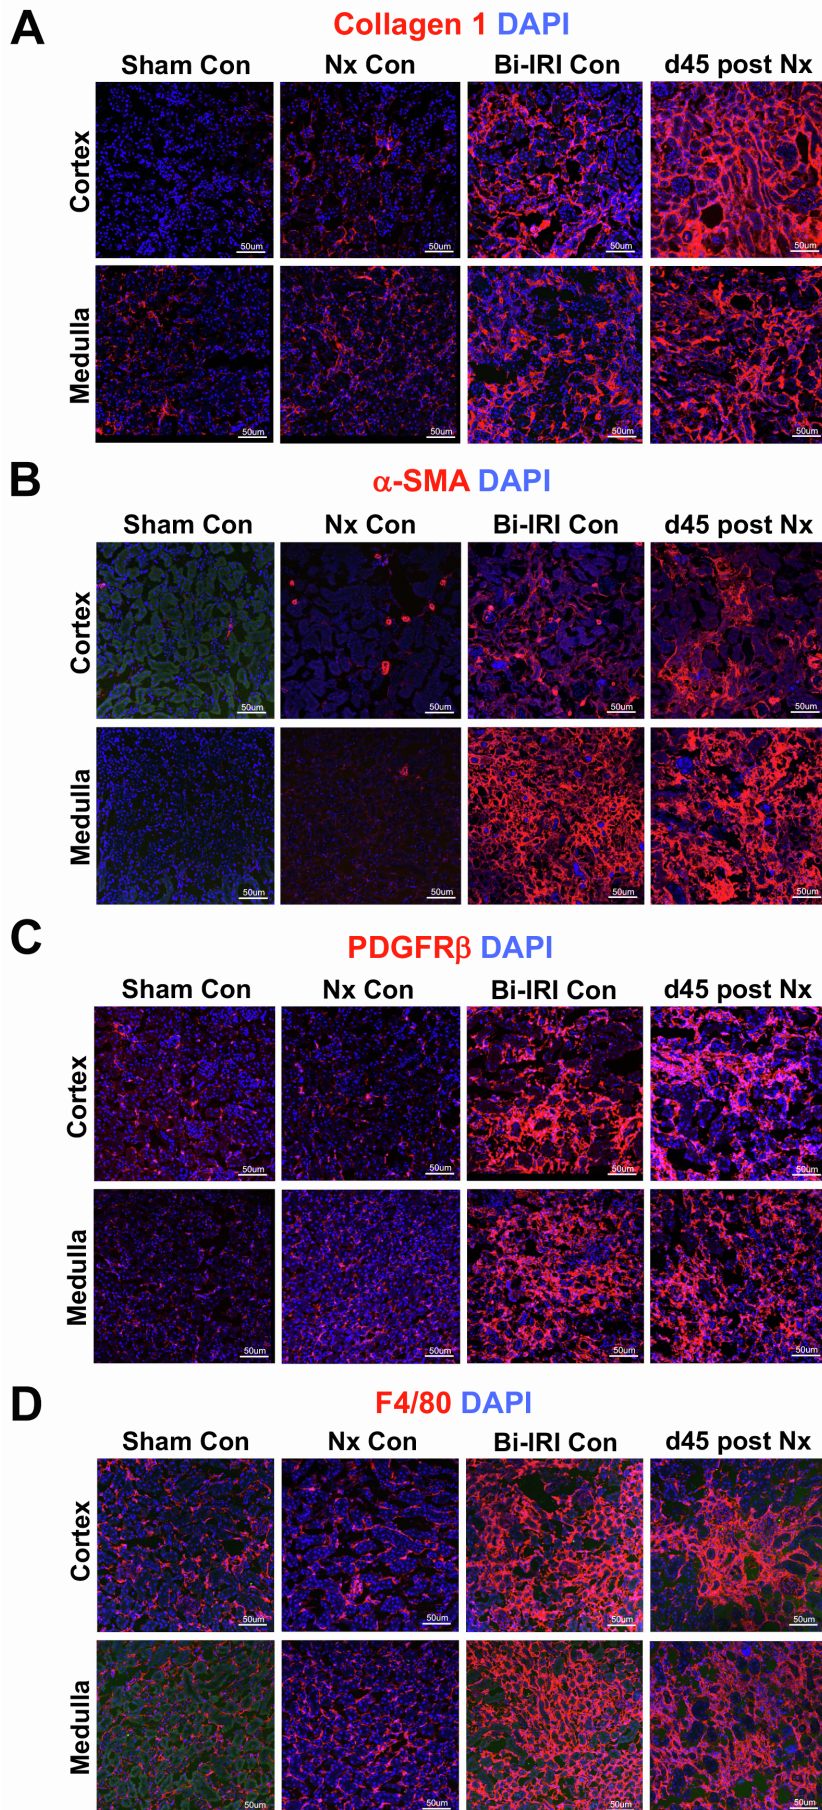 A
Collagen 1 DAPI
Sham Con Nx Con Bi-IRI Con d45 post Nx
Cortex
50um 50um 50um 50um
Medulla
50um 50um 50um 50um
B
α-SMA DAPI
Sham Con Nx Con Bi-IRI Con d45 post Nx
Cortex
50um 50um 50um 50um
Medulla
50um 50um 50um 50um
C
PDGFRβ DAPI
Sham Con Nx Con Bi-IRI Con d45 post Nx
Cortex
50um 50um 50um 50um
Medulla
50um 50um 50um 50um
D
F4/80 DAPI
Sham Con Nx Con Bi-IRI Con d45 post Nx
Cortex
50um 50um 50um 50um
Medulla
50um 50um 50um 50um